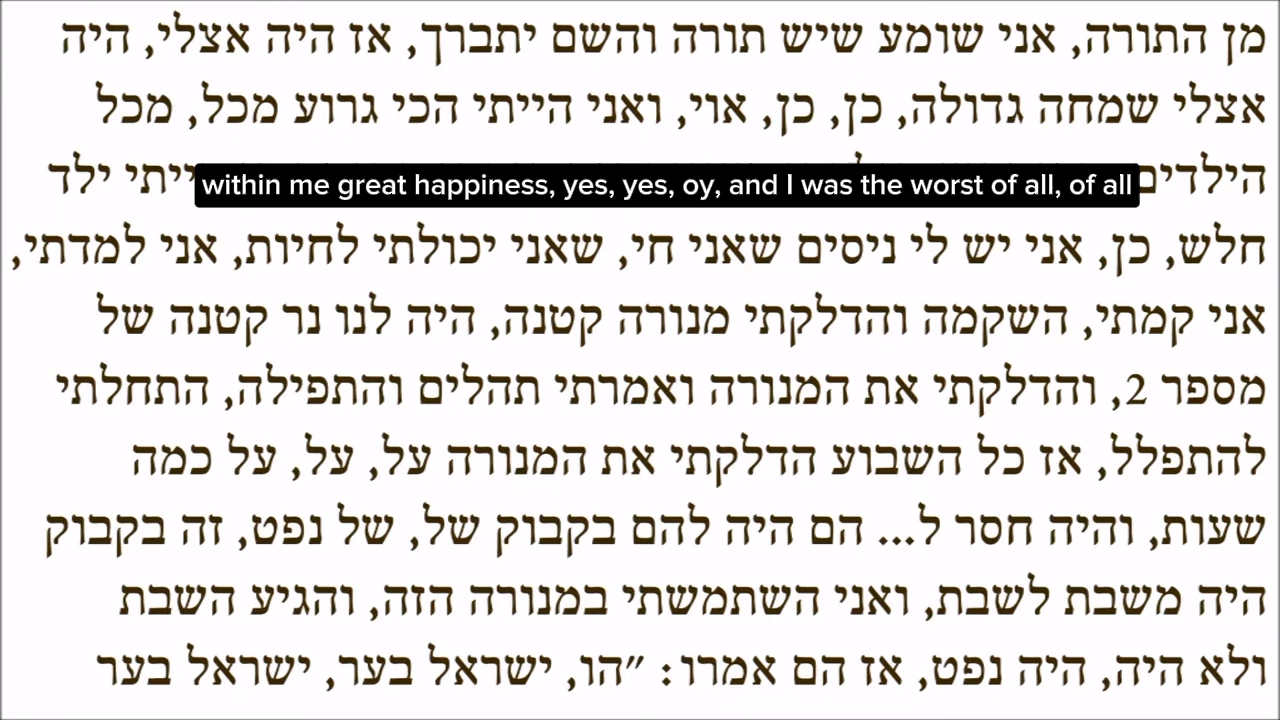 מן התורה, אני שומע שיש תורה והשם יתברך, אז היה אצלי, היה
אצלי שמחה גדולה, כן, כן, אוי, ואני הייתי הכי גרוע מכל, מכל
הילדים ילד
within me great happiness, yes, yes, oy, and I was the worst of all, of all
חלש, כן, אני יש לי ניסים שאני חי, שאני יכולתי לחיות, אני למדתי,
אני קמתי, השקמה והדלקתי מנורה קטנה, היה לנו נר קטנה של
מספר 2, והדלקתי את המנורה ואמרתי תהלים והתפילה, התחלתי
להתפלל, אז כל השבוע הדלקתי את המנורה על, על, על כמה
שעות, והיה חסר ל... הם היה להם בקבוק של, של נפט, זה בקבוק
היה משבת לשבת, ואני השתמשתי במנורה הזה, והגיע השבת
ולא היה, היה נפט, אז הם אמרו: "הו, ישראל בער, ישראל בער